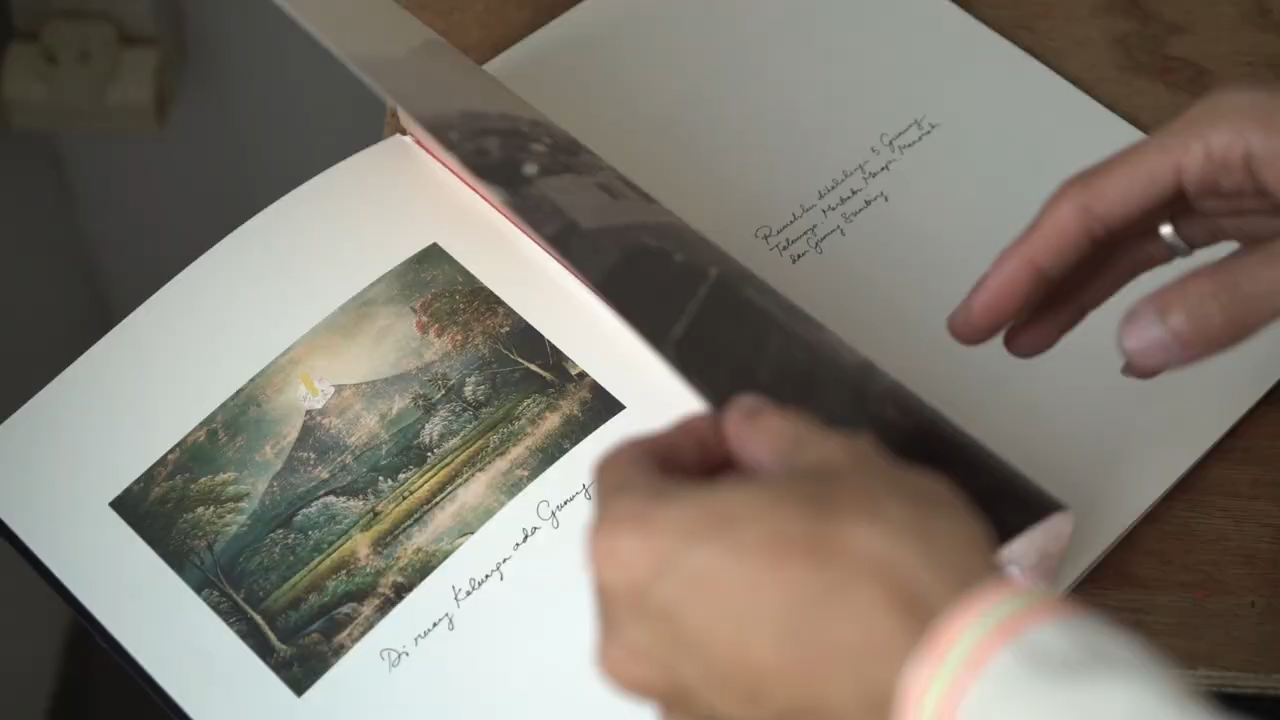 Di ruang Keluarga ada Gunung
Rumahku dikelilingi 5 Gunung
Telomoyo, Merbabu, Merapi, Menoreh
dan Gunung Sumbing